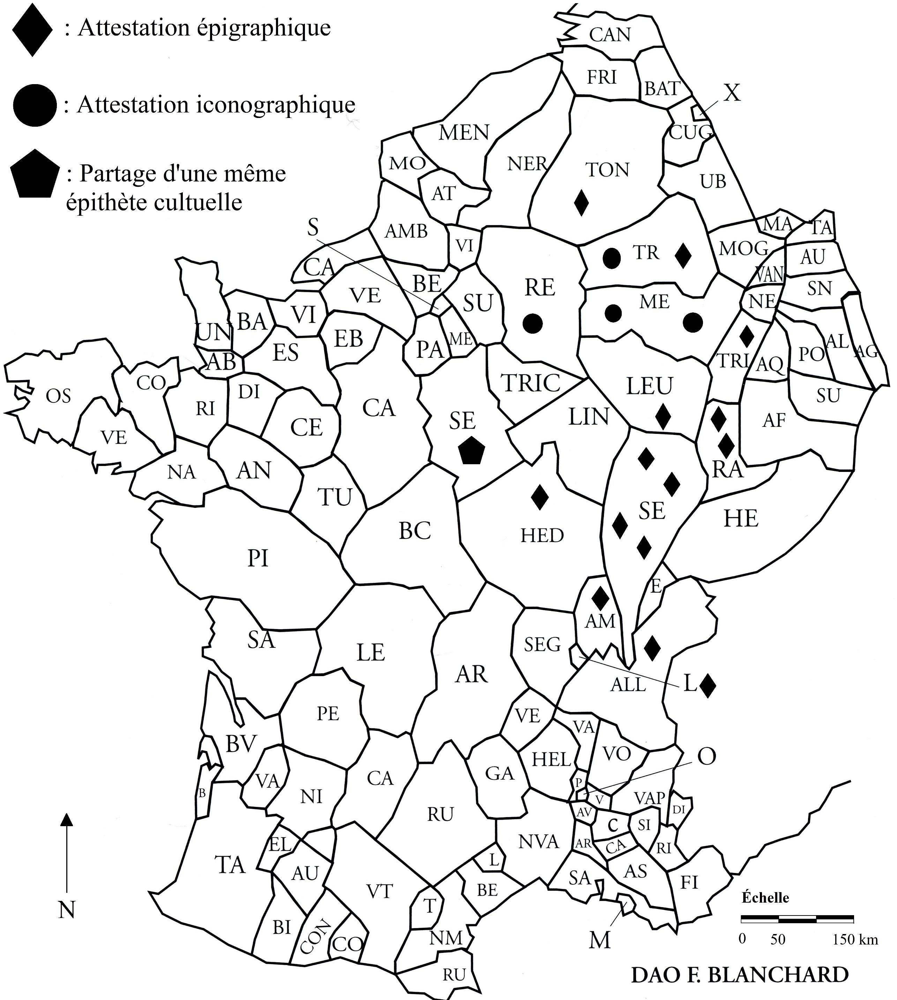 : Attestation épigraphique
: Attestation iconographique
: Partage d'une même
épithète cultuelle
CAN
FRI
BAT
X
CUG
MEN
MO
NER
TON
UB
AT
S
AMB
VI
MA
TA
MOG
TR
AU
CA
VAN
BE
VE
RE
SN
SU
ME
NE
VI
BA
UN
EB
ME
PA
AL
PO
AG
ES
AB
TRI
AQ
CO
TRIC
LEU
DI
OS
SU
RI
CA
LIN
SE
AF
CE
VE
RA
AN
NA
TU
SE
HE
BC
HED
PI
E
AM
SA
SEG
LE
AR
ALL
L
PE
VE
VA
BV
VO
O
HEL
GA
CA
VA
P
B
NI
V
VAP
DI
AV
RU
C
SI
NVA
AR
EL
CA
RI
L
TA
AU
AS
SA
FI
VT
BE
Échelle
T
N
BI
CON
NM
CO
M
0 50 150 km
RU
DAO F. BLANCHARD